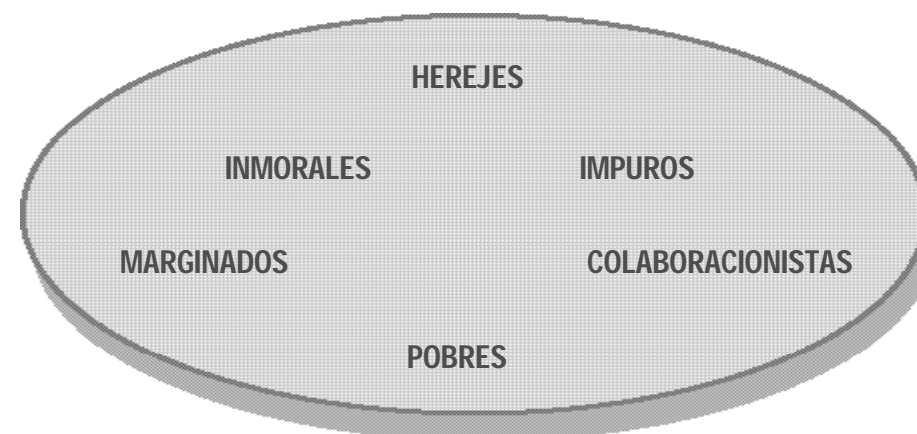 HEREJES
INMORALES IMPUROS
MARGINADOS COLABORACIONISTAS
POBRES